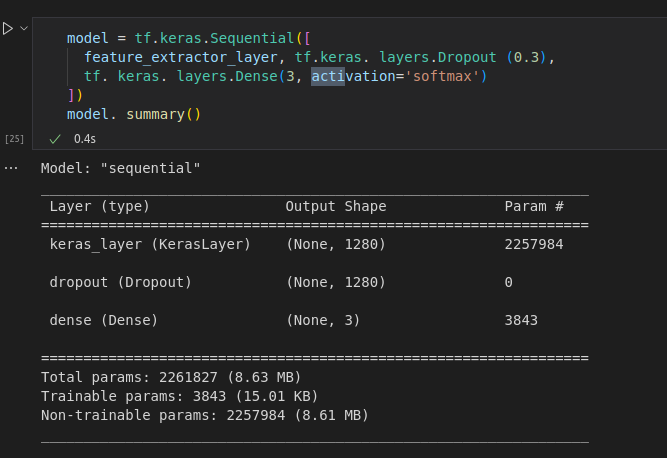 model = tf.keras.Sequential([
feature_extractor_layer, tf.keras. layers.Dropout (0.3),
tf. keras. layers.Dense(3, activation='softmax')
])
model. summary()
[25] 0.4s
Model: "sequential"
_________________________________________________________________
Layer (type) Output Shape Param #
=================================================================
keras_layer (KerasLayer) (None, 1280) 2257984
dropout (Dropout) (None, 1280) 0
dense (Dense) (None, 3) 3843
=================================================================
Total params: 2261827 (8.63 MB)
Trainable params: 3843 (15.01 KB)
Non-trainable params: 2257984 (8.61 MB)
_________________________________________________________________